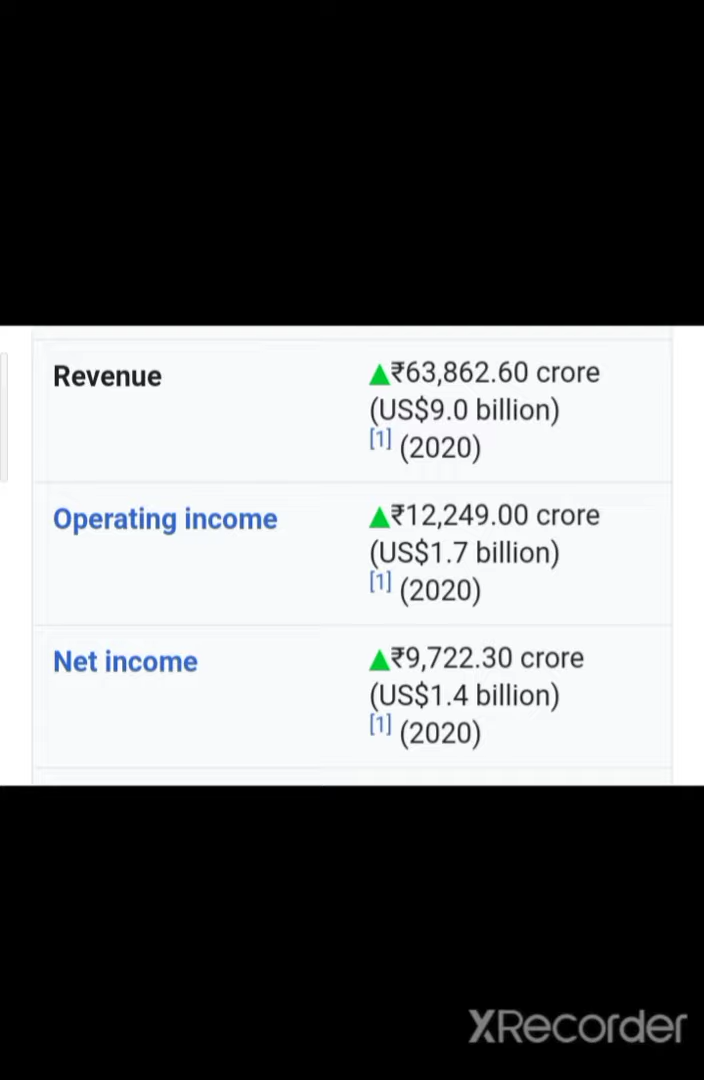 Revenue
▲₹63,862.60 crore
(US$9.0 billion)
[1] (2020)
Operating income
▲₹12,249.00 crore
(US$1.7 billion)
[1] (2020)
Net income
▲₹9,722.30 crore
(US$1.4 billion)
[1] (2020)
XRecorder